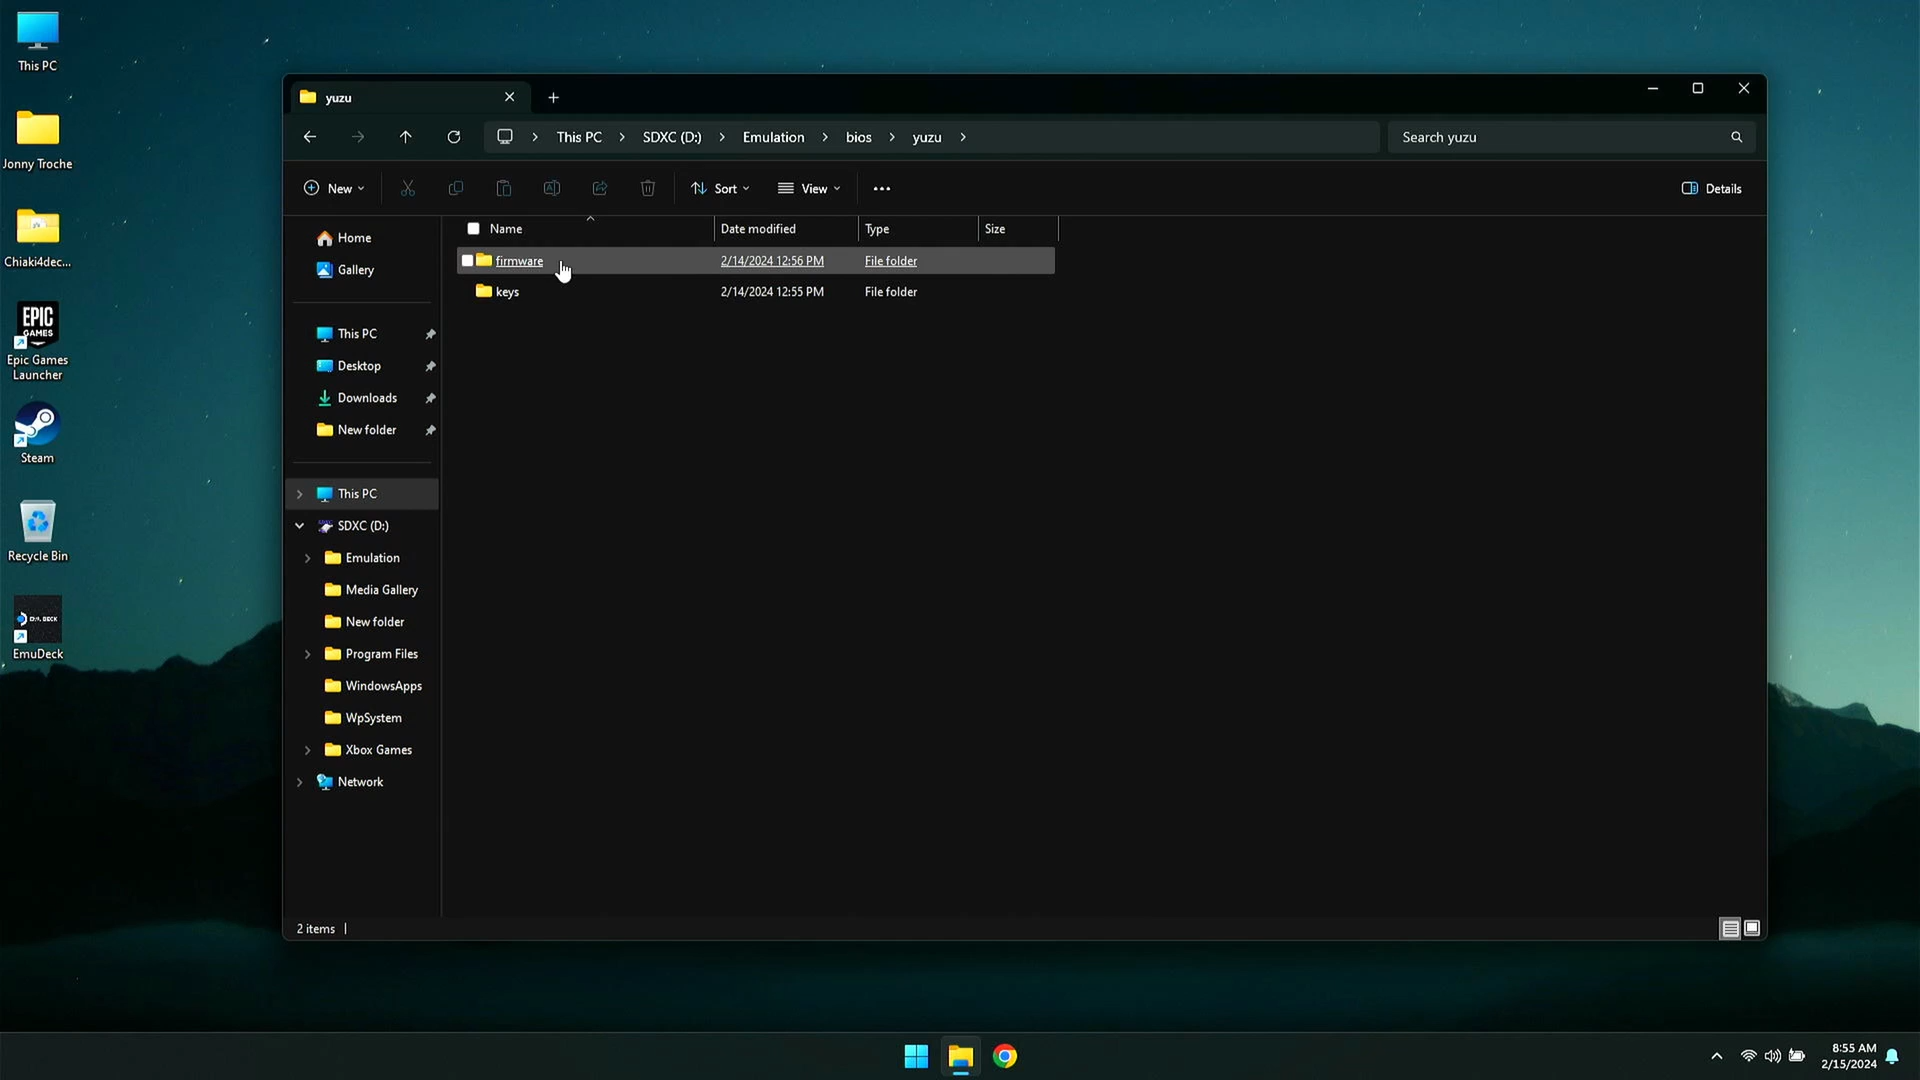 This PC
Jonny Troche
Chiaki4dec...
EPIC
GAMES
Epic Games
Launcher
Steam
Recycle Bin
EMUDECK
EmuDeck
yuzu
This PC
SDXC (D:)
Emulation
bios
yuzu
Search yuzu
New
Sort
View
Details
Home
Gallery
This PC
Desktop
Downloads
New folder
This PC
SDXC (D:)
Emulation
Media Gallery
New folder
Program Files
WindowsApps
WpSystem
Xbox Games
Network
Name Date modified Type Size
firmware 2/14/2024 12:56 PM File folder
keys 2/14/2024 12:55 PM File folder
2 items
8:55 AM
2/15/2024